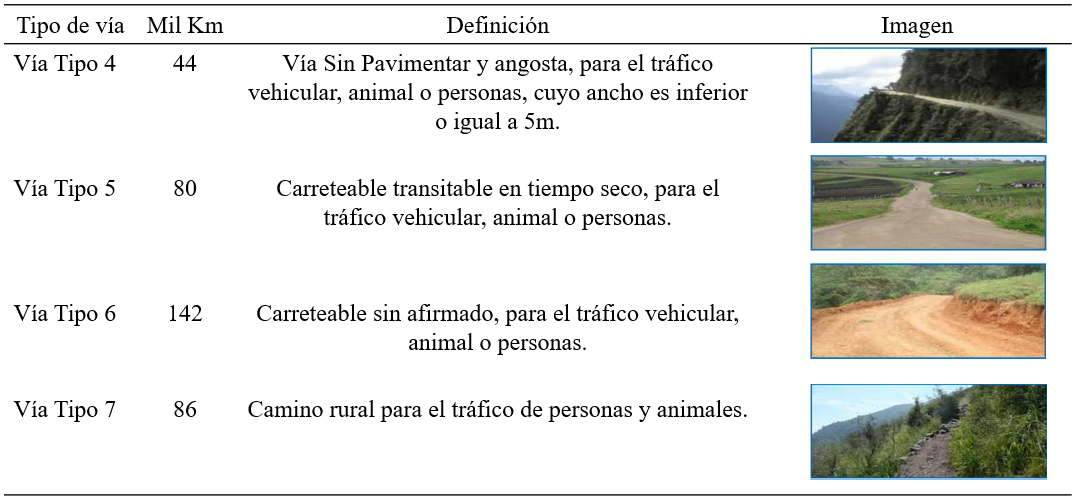 Tipo de vía Mil Km Definición Imagen
Vía Tipo 4 44 Vía Sin Pavimentar y angosta, para el tráfico
vehicular, animal o personas, cuyo ancho es inferior
o igual a 5m.
Vía Tipo 5 80 Carreteable transitable en tiempo seco, para el
tráfico vehicular, animal o personas.
Vía Tipo 6 142 Carreteable sin afirmado, para el tráfico vehicular,
animal o personas.
Vía Tipo 7 86 Camino rural para el tráfico de personas y animales.